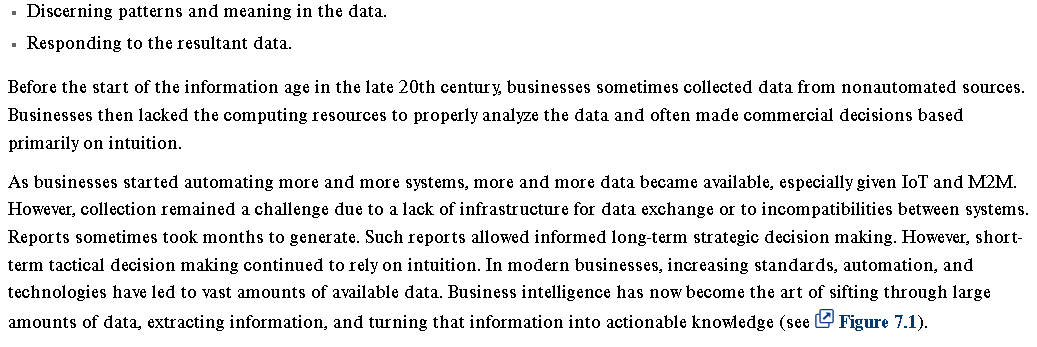 ▪ Discerning patterns and meaning in the data.
▪ Responding to the resultant data.
Before the start of the information age in the late 20th century, businesses sometimes collected data from nonautomated sources.
Businesses then lacked the computing resources to properly analyze the data and often made commercial decisions based
primarily on intuition.
As businesses started automating more and more systems, more and more data became available, especially given IoT and M2M.
However, collection remained a challenge due to a lack of infrastructure for data exchange or to incompatibilities between systems.
Reports sometimes took months to generate. Such reports allowed informed long-term strategic decision making. However, short-
term tactical decision making continued to rely on intuition. In modern businesses, increasing standards, automation, and
technologies have led to vast amounts of available data. Business intelligence has now become the art of sifting through large
amounts of data, extracting information, and turning that information into actionable knowledge (see Figure 7.1).